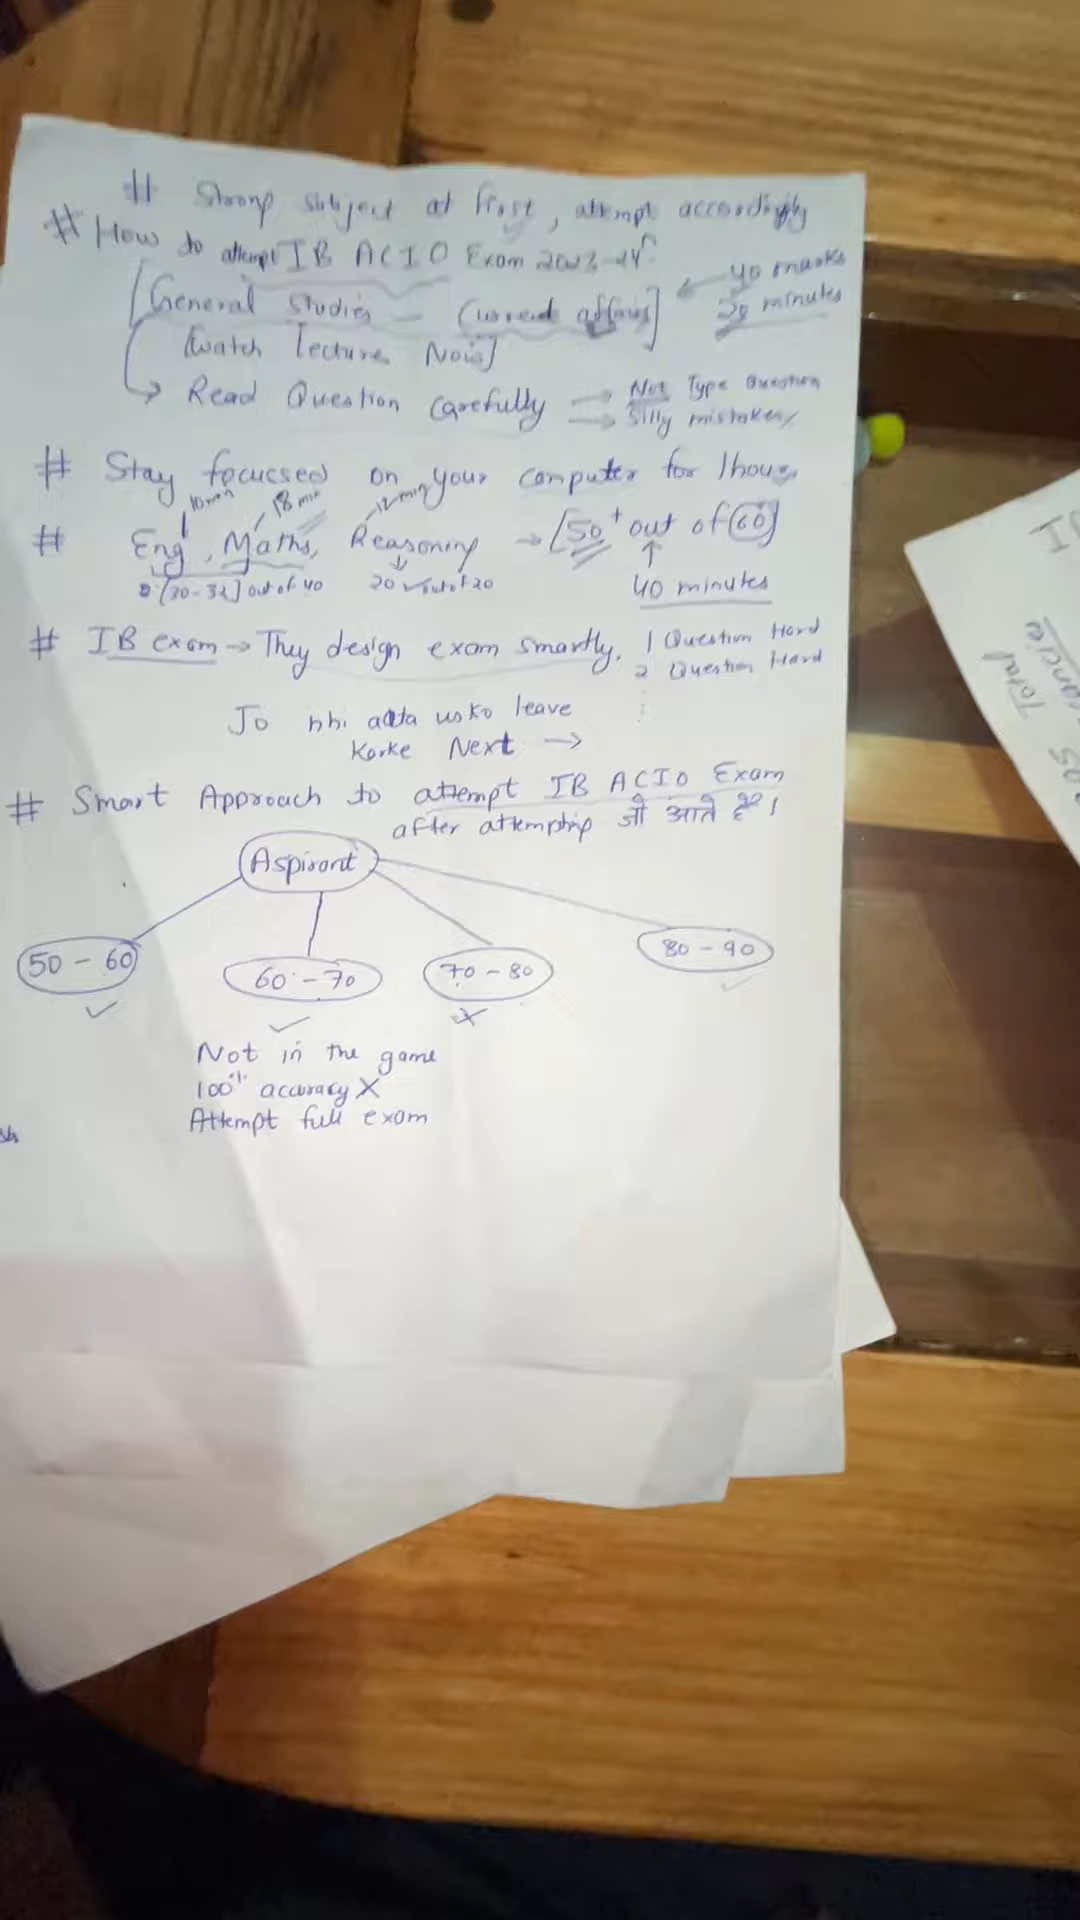 # Strong subject at first, attempt accordingly
# How to attempt IB ACIO Exam 2023-24
[General Studies - Current affairs] ← 40 marks
20 minutes
[watch lectures Now]
→ Read Question carefully → Not Type Question
→ Silly mistakes
# Stay focussed on your computer for 1 hour
10 min 18 min 12 min
# Eng, Maths, Reasoning → [50+ out of 60]
[30-32] out of 40 20 out of 20 40 minutes
# IB exam → They design exam smartly. 1 Question Hard
2 Question Hard
Jo nhi aata usko leave
Karke Next →
# Smart Approach to attempt IB ACIO Exam
after attempting जो आते है।
Aspirant
50 - 60 60 - 70 70 - 80 80 - 90
Not in the game
100% accuracy X
Attempt full exam
H
Total